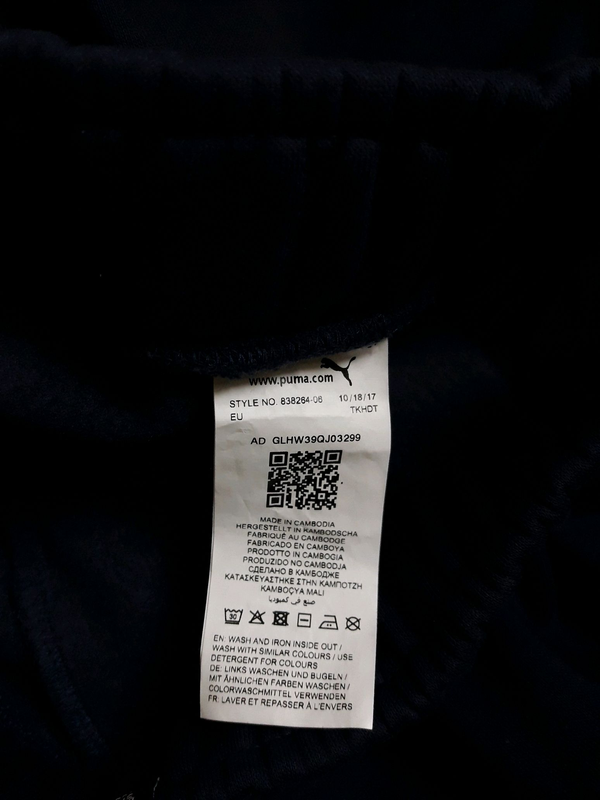 www.puma.com
STYLE NO. 838264-06 10/18/17
EU TKHDT
AD GLHW39QJ03299
MADE IN CAMBODIA
HERGESTELLT IN KAMBODSCHA
FABRIQUÉ AU CAMBODGE
FABRICADO EN CAMBOYA
PRODOTTO IN CAMBOGIA
PRODUZIDO NO CAMBODJA
СДЕЛАНО В КАМБОДЖЕ
ΚΑΤΑΣΚΕΥΑΣΤΗΚΕ ΣΤΗΝ ΚΑΜΠΟΤΖΗ
KAMBOÇYA MALI
صنع في كمبوديا
30
EN: WASH AND IRON INSIDE OUT /
WASH WITH SIMILAR COLOURS / USE
DETERGENT FOR COLOURS
DE: LINKS WASCHEN UND BUGELN /
MIT ÄHNLICHEN FARBEN WASCHEN /
COLORWASCHMITTEL VERWENDEN
FR: LAVER ET REPASSER À L'ENVERS